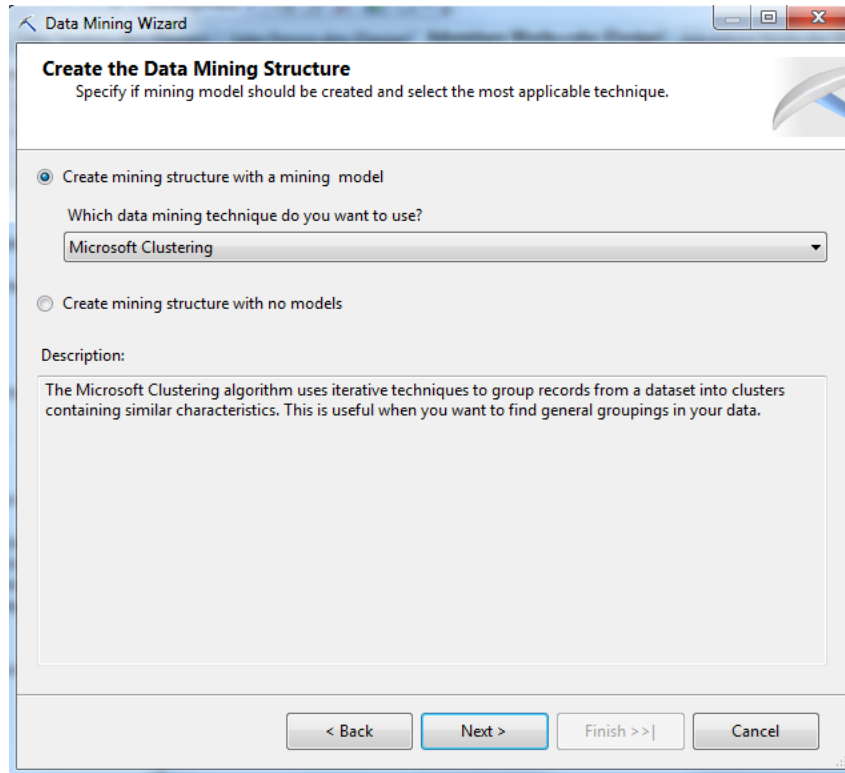 Data Mining Wizard
Create the Data Mining Structure
Specify if mining model should be created and select the most applicable technique.
Create mining structure with a mining model
Which data mining technique do you want to use?
Microsoft Clustering
Create mining structure with no models
Description:
The Microsoft Clustering algorithm uses iterative techniques to group records from a dataset into clusters
containing similar characteristics. This is useful when you want to find general groupings in your data.
< Back Next > Finish >>| Cancel